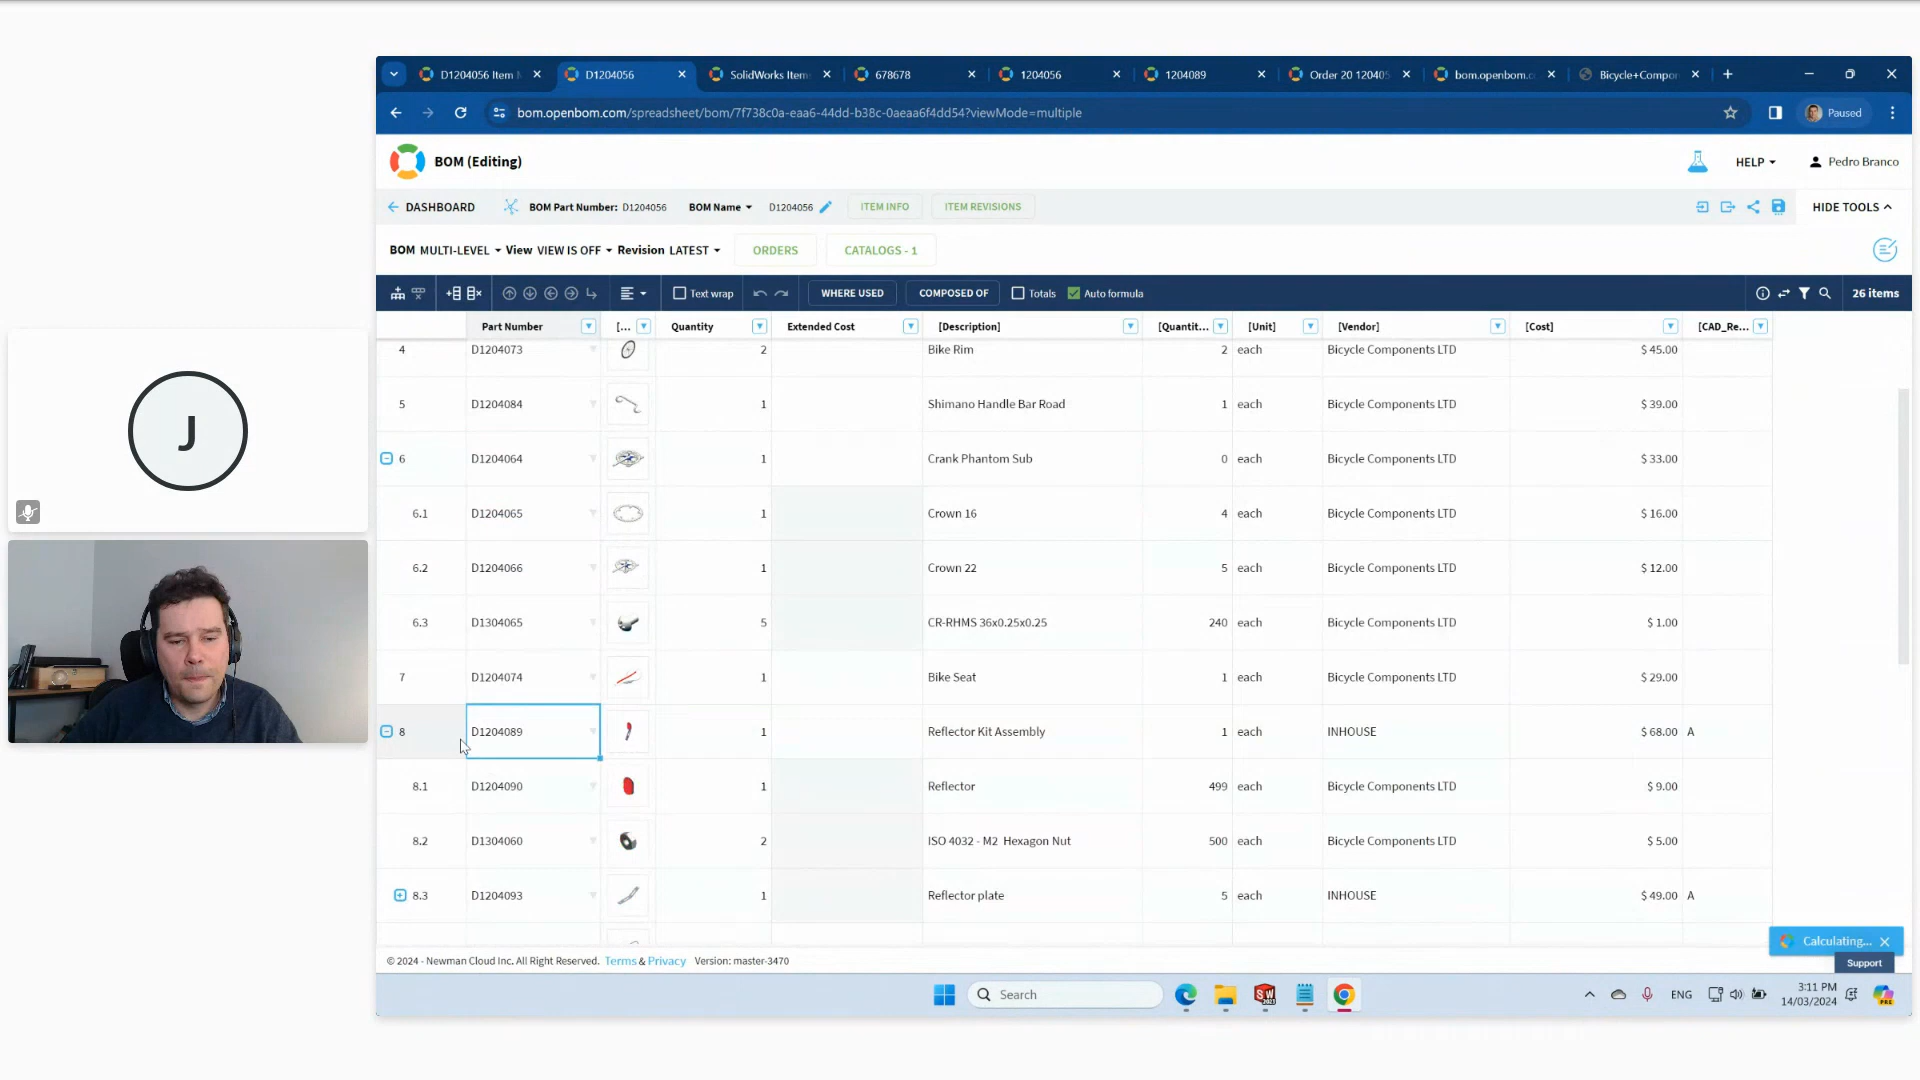 D1204056 Item
D1204056
SolidWorks Item
678678
1204056
1204089
Order 20 120405
bom.openbom.c
Bicycle+Compor
bom.openbom.com/spreadsheet/bom/7f738c0a-eaa6-44dd-b38c-0aeaa6f4dd54?viewMode=multiple
Paused
BOM (Editing)
HELP
Pedro Branco
DASHBOARD
BOM Part Number: D1204056
BOM Name
D1204056
ITEM INFO
ITEM REVISIONS
HIDE TOOLS
BOM MULTI-LEVEL
View VIEW IS OFF
Revision LATEST
ORDERS
CATALOGS - 1
Text wrap
WHERE USED
COMPOSED OF
Totals
Auto formula
26 items
Part Number [... Quantity Extended Cost [Description] [Quantit... [Unit] [Vendor] [Cost] [CAD_Re...
4 D1204073 2 Bike Rim 2 each Bicycle Components LTD $ 45.00
5 D1204084 1 Shimano Handle Bar Road 1 each Bicycle Components LTD $ 39.00
6 D1204064 1 Crank Phantom Sub 0 each Bicycle Components LTD $ 33.00
6.1 D1204065 1 Crown 16 4 each Bicycle Components LTD $ 16.00
6.2 D1204066 1 Crown 22 5 each Bicycle Components LTD $ 12.00
6.3 D1304065 5 CR-RHMS 36x0.25x0.25 240 each Bicycle Components LTD $ 1.00
7 D1204074 1 Bike Seat 1 each Bicycle Components LTD $ 29.00
8 D1204089 1 Reflector Kit Assembly 1 each INHOUSE $ 68.00 A
8.1 D1204090 1 Reflector 499 each Bicycle Components LTD $ 9.00
8.2 D1304060 2 ISO 4032 - M2 Hexagon Nut 500 each Bicycle Components LTD $ 5.00
8.3 D1204093 1 Reflector plate 5 each INHOUSE $ 49.00 A
J
Calculating...
Support
© 2024 - Newman Cloud Inc. All Right Reserved. Terms & Privacy Version: master-3470
Search
SW
2023
ENG
3:11 PM
14/03/2024
PRE